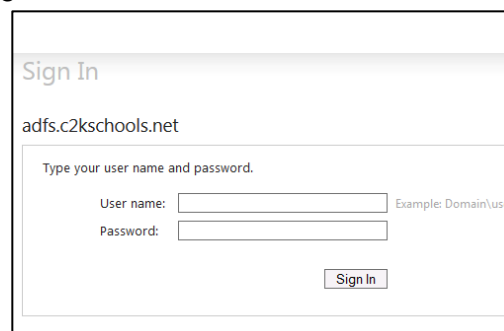 Sign In
adfs.c2kschools.net
Type your user name and password.
User name: Example: Domain\us
Password:
Sign In